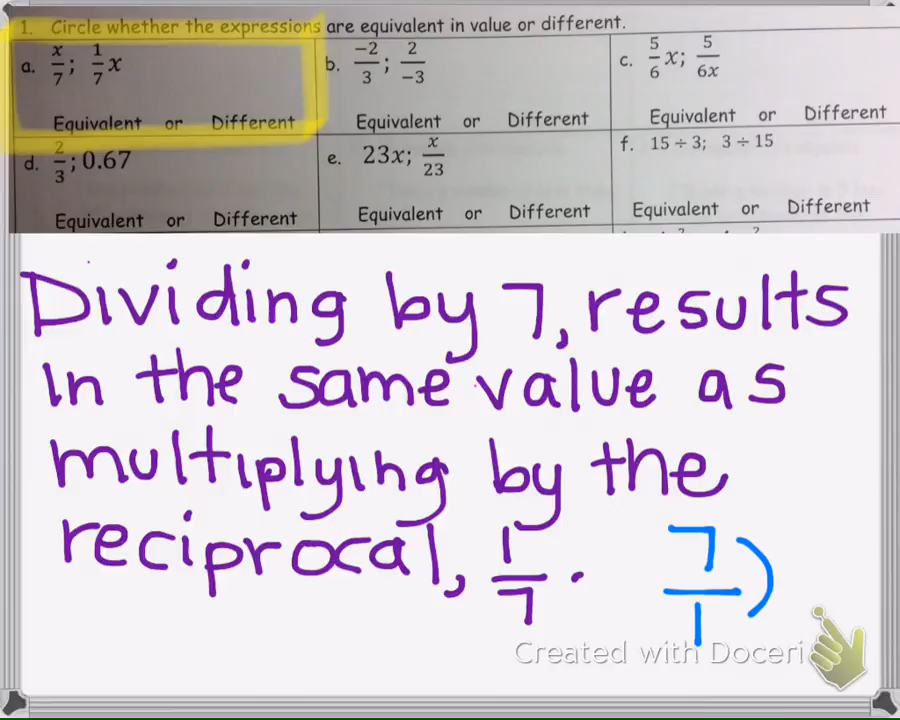 1. Circle whether the expressions are equivalent in value or different.
a. x/7; 1/7 x
Equivalent or Different
b. -2/3; 2/-3
Equivalent or Different
c. 5/6 x; 5/6x
Equivalent or Different
d. 2/3; 0.67
Equivalent or Different
e. 23x; x/23
Equivalent or Different
f. 15 ÷ 3; 3 ÷ 15
Equivalent or Different
Dividing by 7, results
in the same value as
multiplying by the
reciprocal, 1/7. 7/1)
Created with Doceri